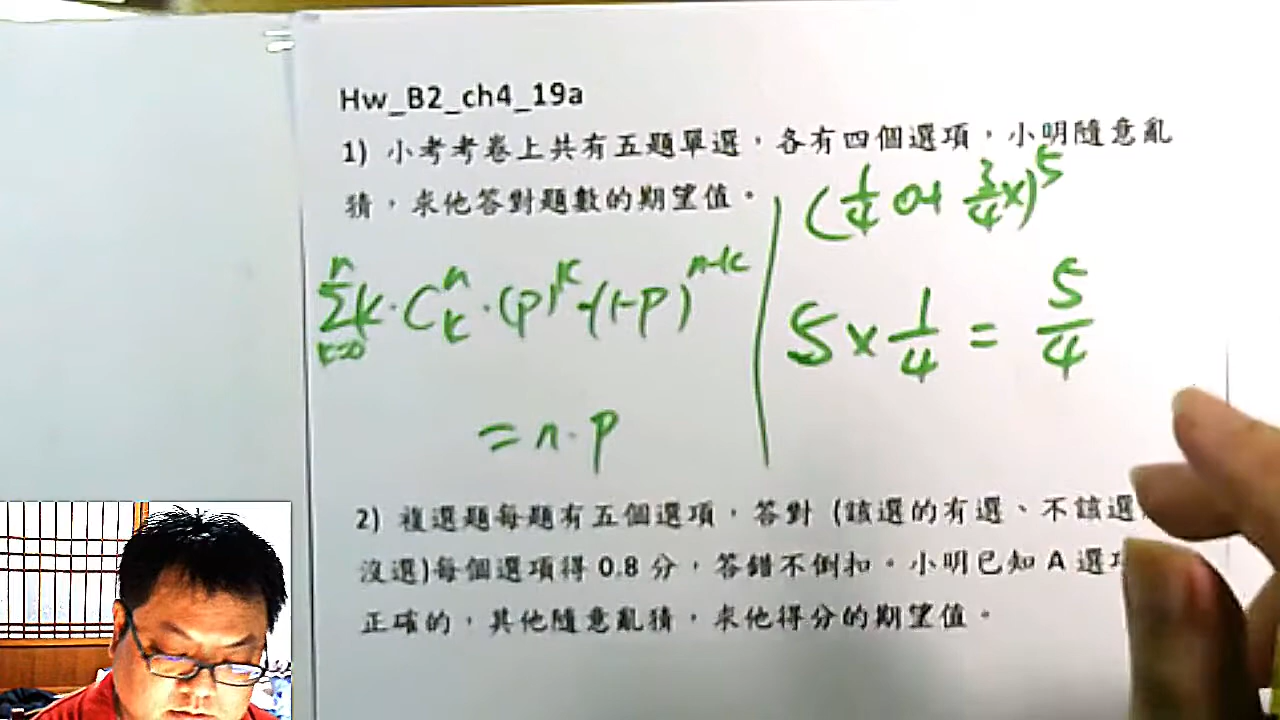 Hw_B2_ch4_19a
1) 小考考卷上共有五題單選，各有四個選項，小明隨意亂
猜，求他答對題數的期望值。
(1/4 O + 3/4 X)^5
n Σ k=0 k · C^n_k · (p)^k · (1-p)^{n-k}
5 × 1/4 = 5/4
= n · p
2) 複選題每題有五個選項，答對 (該選的有選、不該選
沒選)每個選項得 0.8 分，答錯不倒扣。小明已知 A 選項
正確的，其他隨意亂猜，求他得分的期望值。